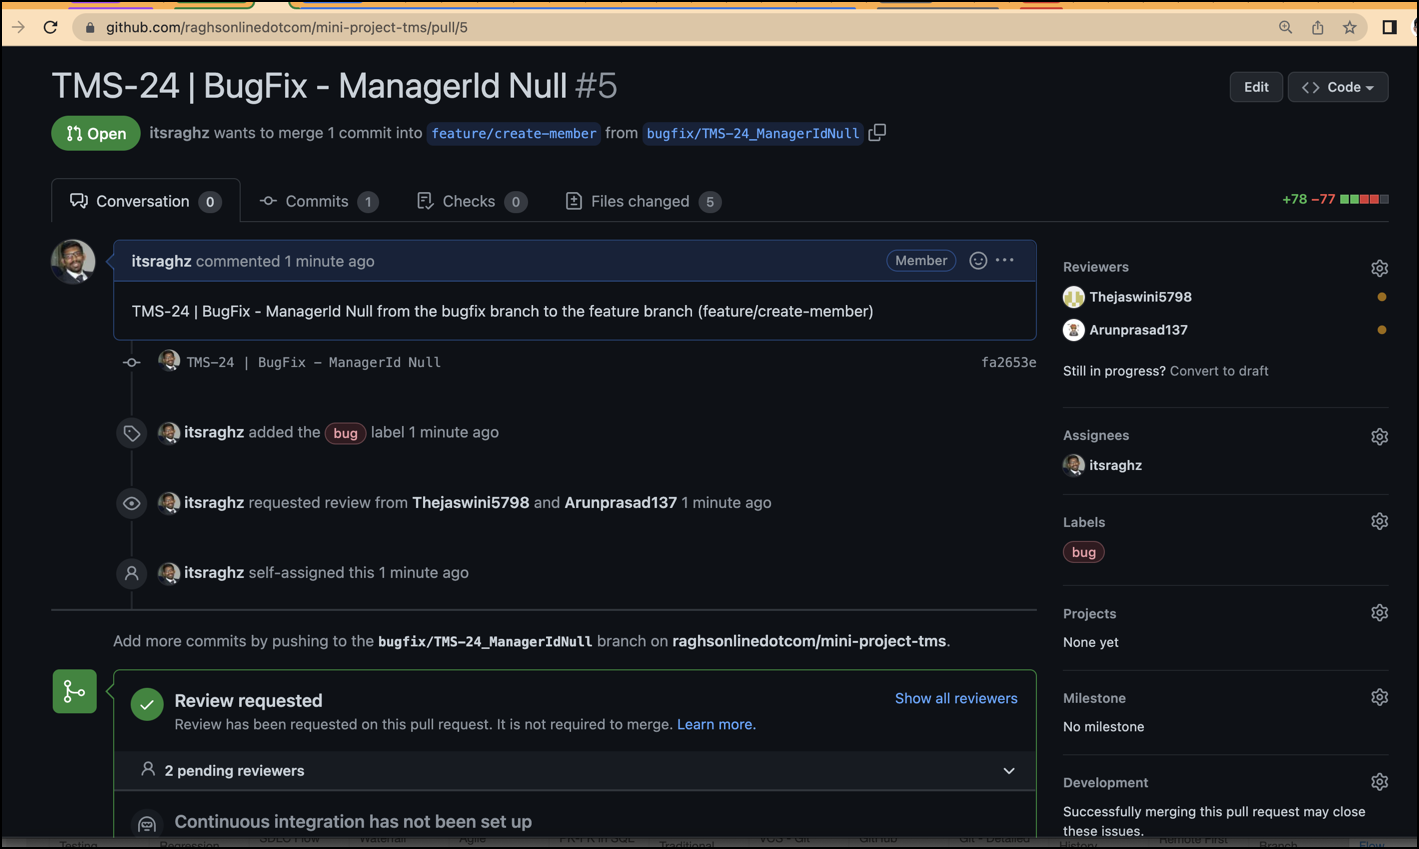 github.com/raghsonlinedotcom/mini-project-tms/pull/5
TMS-24 | BugFix - ManagerId Null #5
Edit
<> Code
Open
itsraghz wants to merge 1 commit into feature/create-member from bugfix/TMS-24_ManagerIdNull
Conversation 0
Commits 1
Checks 0
Files changed 5
+78 −77
itsraghz commented 1 minute ago
Member
TMS-24 | BugFix - ManagerId Null from the bugfix branch to the feature branch (feature/create-member)
TMS-24 | BugFix - ManagerId Null
fa2653e
itsraghz added the bug label 1 minute ago
itsraghz requested review from Thejaswini5798 and Arunprasad137 1 minute ago
itsraghz self-assigned this 1 minute ago
Add more commits by pushing to the bugfix/TMS-24_ManagerIdNull branch on raghsonlinedotcom/mini-project-tms.
Review requested
Show all reviewers
Review has been requested on this pull request. It is not required to merge. Learn more.
2 pending reviewers
Continuous integration has not been set up
Reviewers
Thejaswini5798
Arunprasad137
Still in progress? Convert to draft
Assignees
itsraghz
Labels
bug
Projects
None yet
Milestone
No milestone
Development
Successfully merging this pull request may close
these issues.